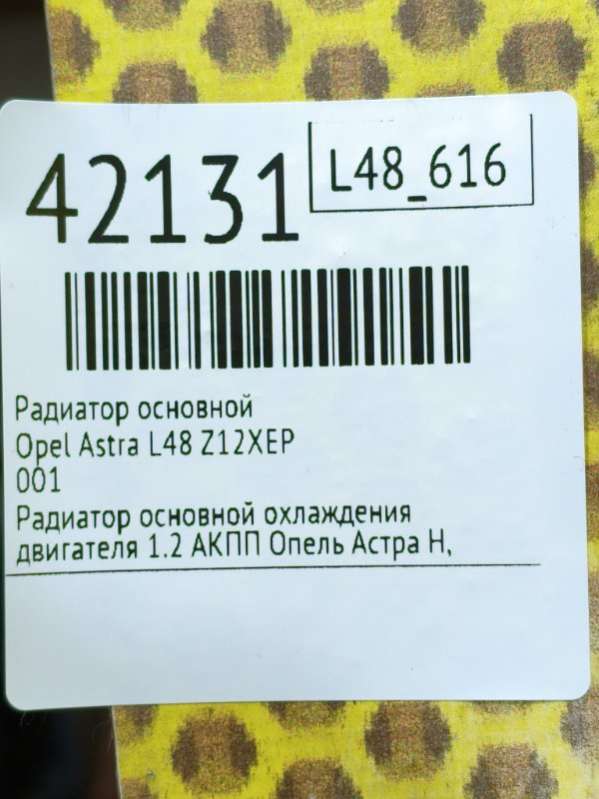 42131
L48_616
Радиатор основной
Opel Astra L48 Z12XEP
001
Радиатор основной охлаждения
двигателя 1.2 АКПП Опель Астра Н,